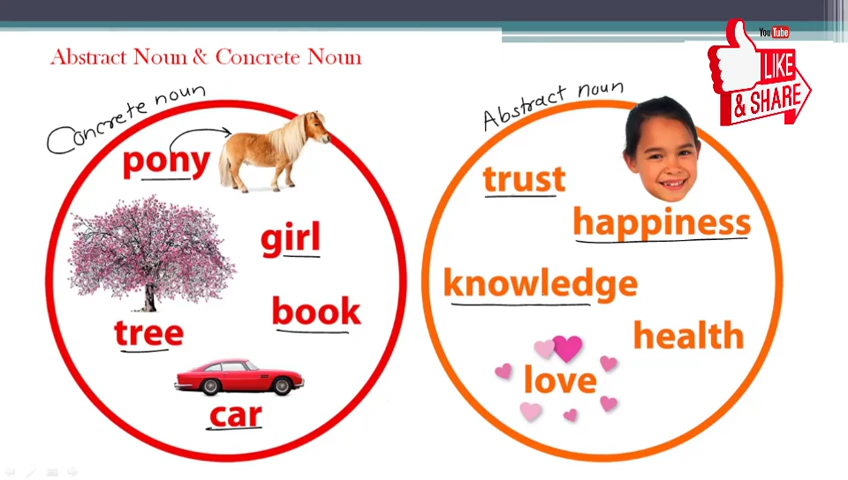 Abstract Noun & Concrete Noun
YouTube
LIKE
& SHARE
Concrete noun
pony
girl
book
tree
car
Abstract noun
trust
happiness
knowledge
health
love